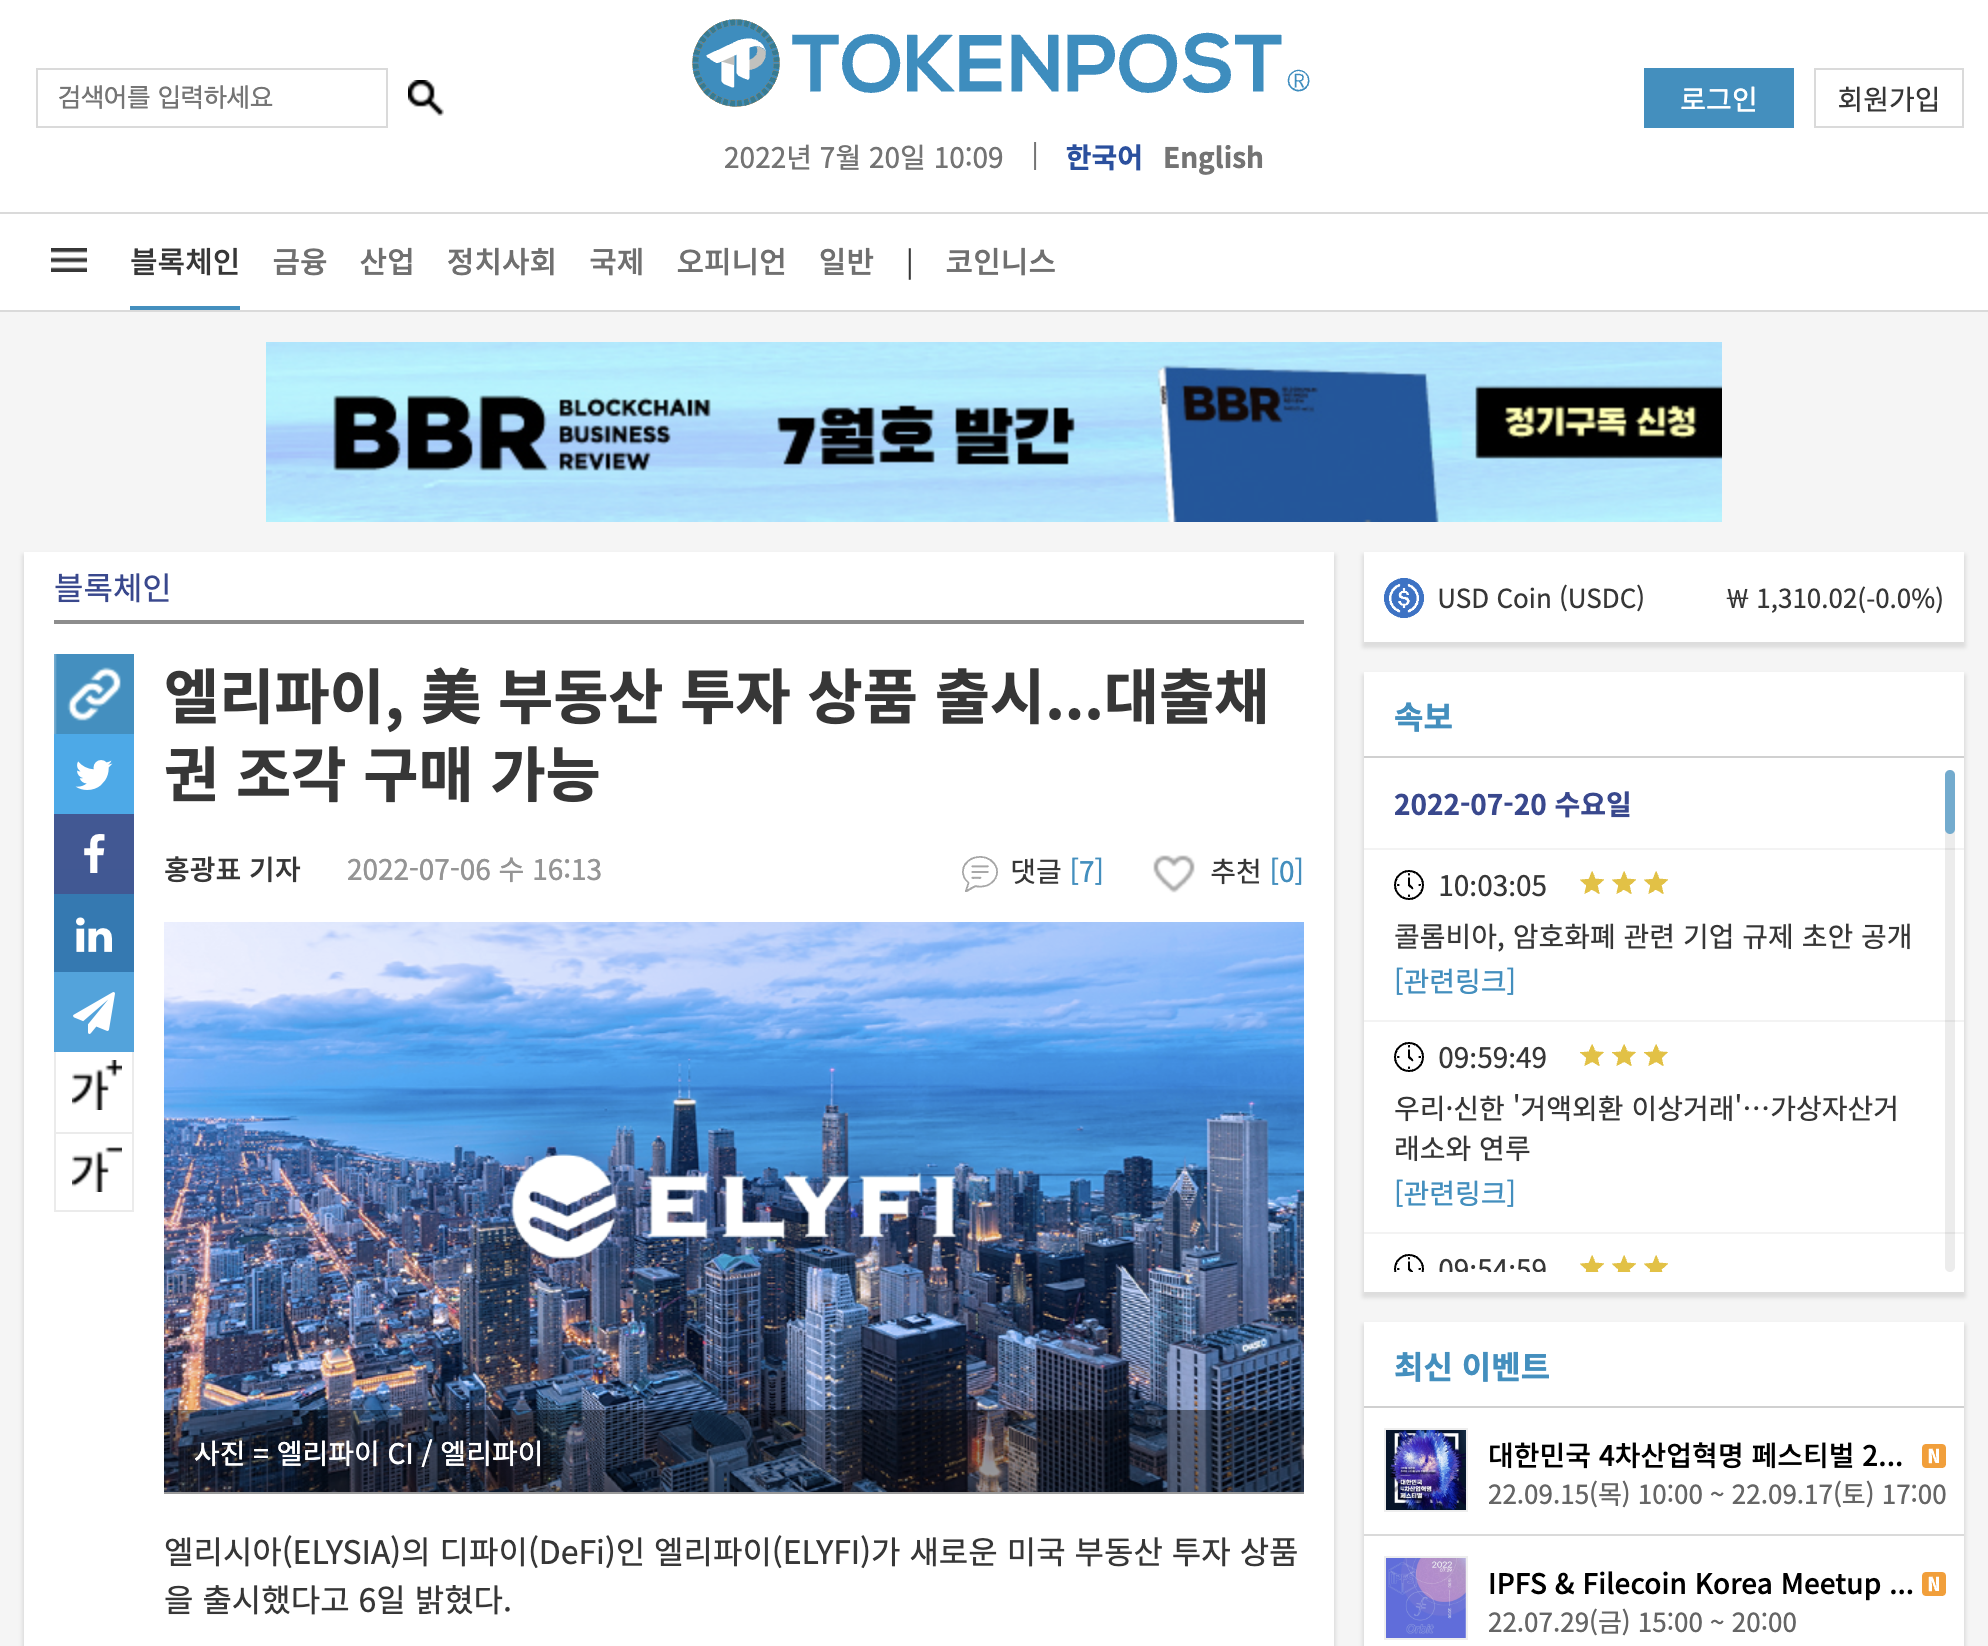 TOKENPOST®
검색어를 입력하세요
로그인
회원가입
2022년 7월 20일 10:09 | 한국어 English
블록체인 금융 산업 정치사회 국제 오피니언 일반 | 코인니스
BBR BLOCKCHAIN BUSINESS REVIEW
7월호 발간
BBR
정기구독 신청
블록체인
엘리파이, 美 부동산 투자 상품 출시...대출채
권 조각 구매 가능
홍광표 기자 2022-07-06 수 16:13
댓글 [7] 추천 [0]
가+
가-
ELYFI
사진 = 엘리파이 CI / 엘리파이
엘리시아(ELYSIA)의 디파이(DeFi)인 엘리파이(ELYFI)가 새로운 미국 부동산 투자 상품
을 출시했다고 6일 밝혔다.
USD Coin (USDC) ₩ 1,310.02(-0.0%)
속보
2022-07-20 수요일
10:03:05
콜롬비아, 암호화폐 관련 기업 규제 초안 공개
[관련링크]
09:59:49
우리·신한 '거액외환 이상거래'…가상자산거
래소와 연루
[관련링크]
09:54:59
최신 이벤트
대한민국 4차산업혁명 페스티벌 2... N
22.09.15(목) 10:00 ~ 22.09.17(토) 17:00
IPFS & Filecoin Korea Meetup ... N
22.07.29(금) 15:00 ~ 20:00